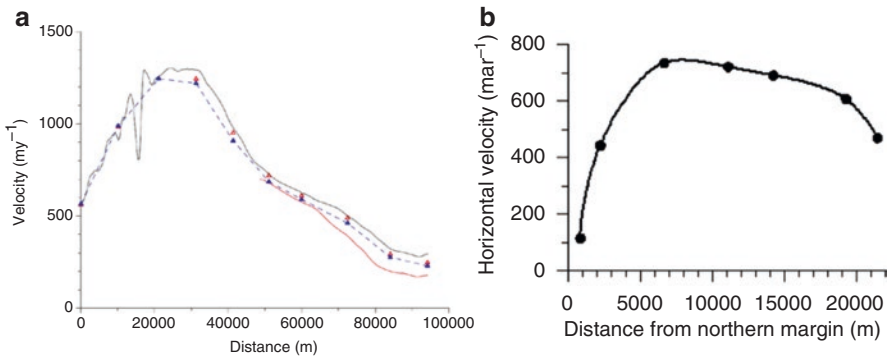 a
Velocity (my⁻¹)
1500
1000
500
0
0 20000 40000 60000 80000 100000
Distance (m)
b
Horizontal velocity (mar⁻¹)
800
600
400
200
0
0 5000 10000 15000 20000
Distance from northern margin (m)